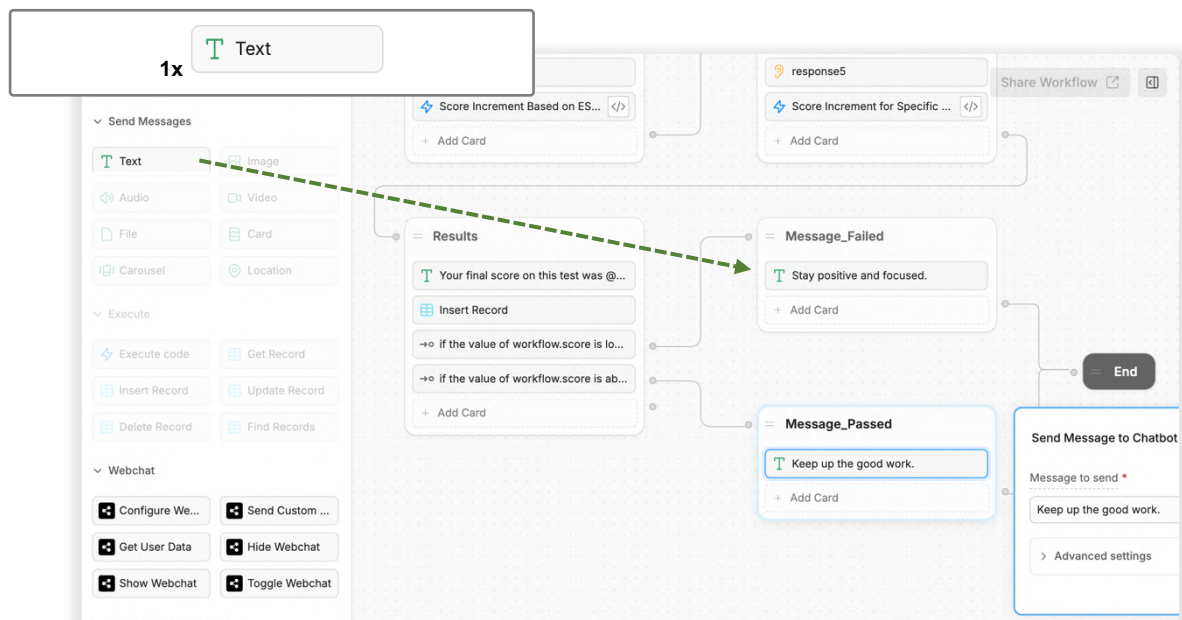 1x Text
Share Workflow
response5
Score Increment Based on ES... </>
Score Increment for Specific ... </>
Add Card
Add Card
Send Messages
Text
Image
Audio
Video
File
Card
Carousel
Location
Execute
Execute code
Get Record
Insert Record
Update Record
Delete Record
Find Records
Webchat
Configure We...
Send Custom ...
Get User Data
Hide Webchat
Show Webchat
Toggle Webchat
Results
Your final score on this test was @...
Insert Record
if the value of workflow.score is lo...
if the value of workflow.score is ab...
Add Card
Message_Failed
Stay positive and focused.
Add Card
Message_Passed
Keep up the good work.
Add Card
End
Send Message to Chatbot
Message to send *
Keep up the good work.
Advanced settings